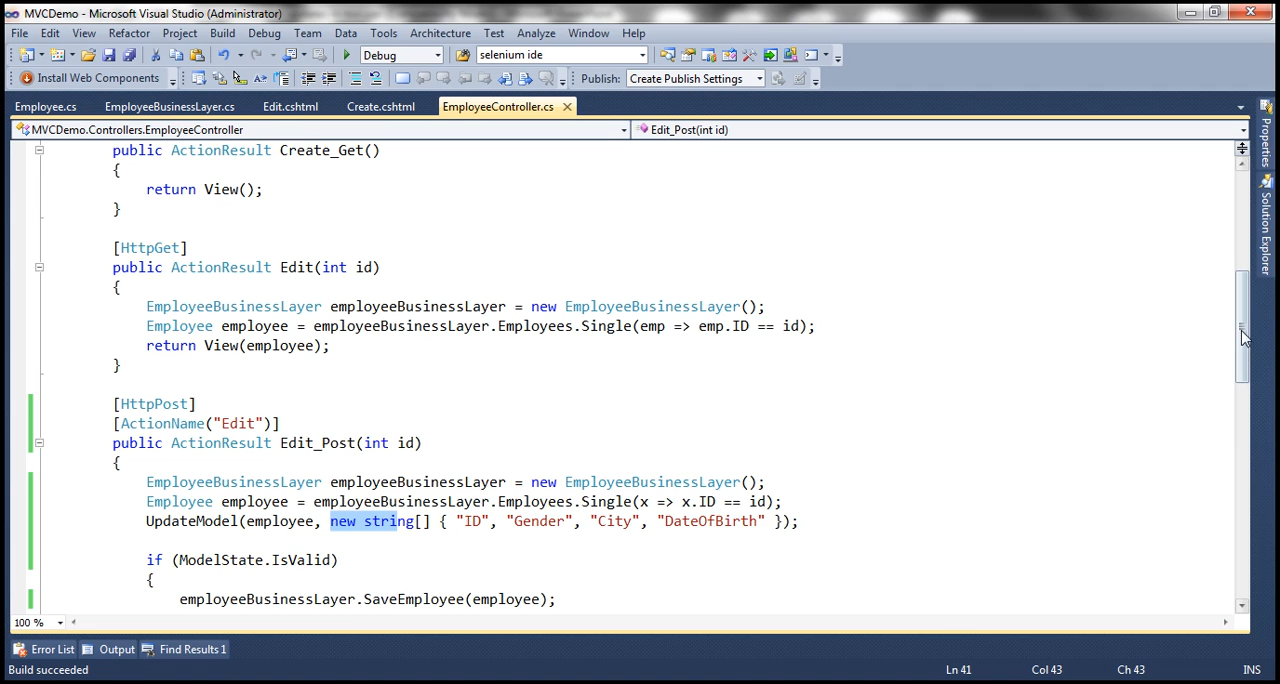 MVCDemo - Microsoft Visual Studio (Administrator)
File Edit View Refactor Project Build Debug Team Data Tools Architecture Test Analyze Window Help
Debug selenium ide
Install Web Components Publish: Create Publish Settings
Employee.cs EmployeeBusinessLayer.cs Edit.cshtml Create.cshtml EmployeeController.cs
MVCDemo.Controllers.EmployeeController Edit_Post(int id)
public ActionResult Create_Get()
{
return View();
}
[HttpGet]
public ActionResult Edit(int id)
{
EmployeeBusinessLayer employeeBusinessLayer = new EmployeeBusinessLayer();
Employee employee = employeeBusinessLayer.Employees.Single(emp => emp.ID == id);
return View(employee);
}
[HttpPost]
[ActionName("Edit")]
public ActionResult Edit_Post(int id)
{
EmployeeBusinessLayer employeeBusinessLayer = new EmployeeBusinessLayer();
Employee employee = employeeBusinessLayer.Employees.Single(x => x.ID == id);
UpdateModel(employee, new string[] { "ID", "Gender", "City", "DateOfBirth" });
if (ModelState.IsValid)
{
employeeBusinessLayer.SaveEmployee(employee);
100 %
Error List Output Find Results 1
Build succeeded Ln 41 Col 43 Ch 43 INS
Properties
Solution Explorer